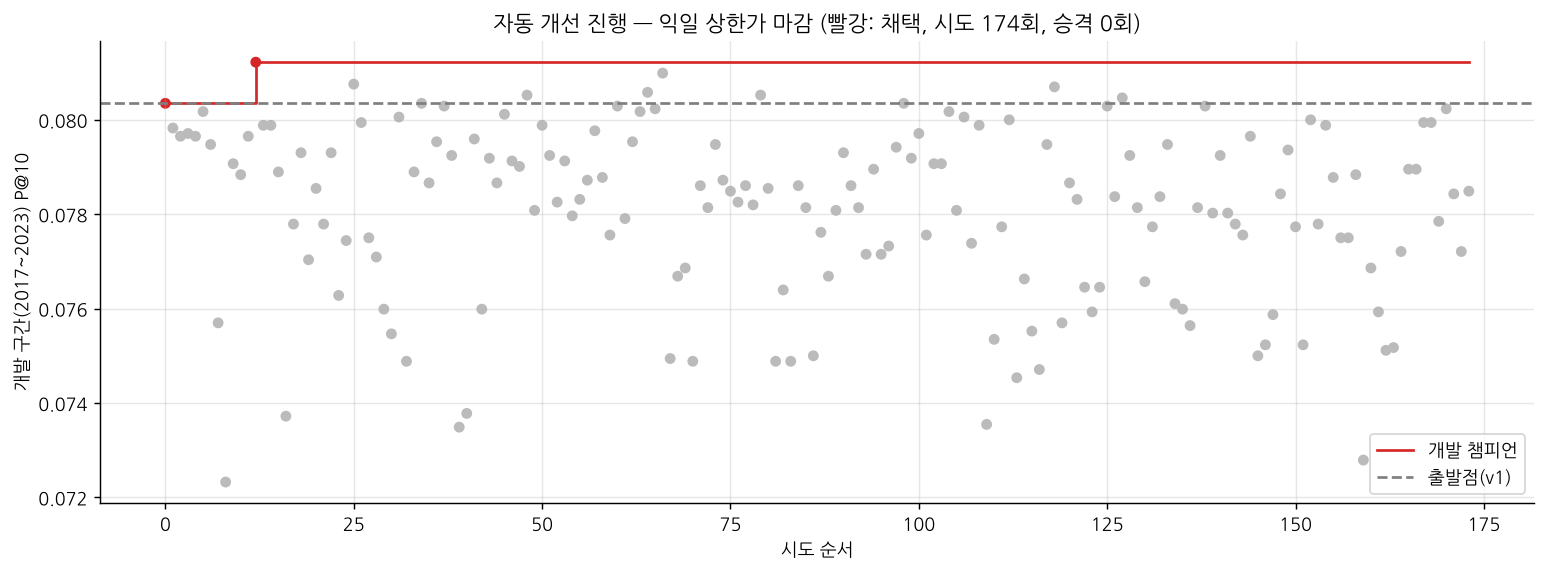 자동 개선 진행 — 익일 상한가 마감 (빨강: 채택, 시도 174회, 승격 0회)
개발 구간(2017~2023) P@10
0.080
0.078
0.076
0.074
0.072
개발 챔피언
출발점(v1)
0
25
50
75
100
125
150
175
시도 순서